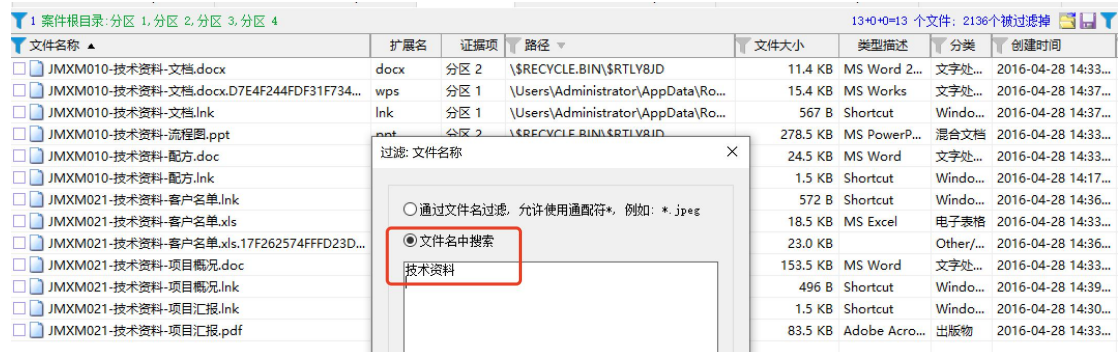 1 案件根目录:分区 1,分区 2,分区 3,分区 4 13+0+0=13 个文件; 2136个被过滤掉
文件名称 扩展名 证据项 路径 文件大小 类型描述 分类 创建时间
JMXM010-技术资料-文档.docx docx 分区 2 \$RECYCLE.BIN\$RTLY8JD 11.4 KB MS Word 2... 文字处... 2016-04-28 14:33...
JMXM010-技术资料-文档.docx.D7E4F244FDF31F734... wps 分区 1 \Users\Administrator\AppData\Ro... 15.4 KB MS Works 文字处... 2016-04-28 14:37...
JMXM010-技术资料-文档.lnk lnk 分区 1 \Users\Administrator\AppData\Ro... 567 B Shortcut Windo... 2016-04-28 14:37...
JMXM010-技术资料-流程图.ppt ppt 分区 2 \$RECYCLE.BIN\$RTLY8JD 278.5 KB MS PowerP... 混合文档 2016-04-28 14:33...
JMXM010-技术资料-配方.doc 24.5 KB MS Word 文字处... 2016-04-28 14:33...
JMXM010-技术资料-配方.lnk 1.5 KB Shortcut Windo... 2016-04-28 14:17...
JMXM021-技术资料-客户名单.lnk 572 B Shortcut Windo... 2016-04-28 14:36...
JMXM021-技术资料-客户名单.xls 18.5 KB MS Excel 电子表格 2016-04-28 14:33...
JMXM021-技术资料-客户名单.xls.17F262574FFFD23D... 23.0 KB Other/... 2016-04-28 14:36...
JMXM021-技术资料-项目概况.doc 153.5 KB MS Word 文字处... 2016-04-28 14:33...
JMXM021-技术资料-项目概况.lnk 496 B Shortcut Windo... 2016-04-28 14:39...
JMXM021-技术资料-项目汇报.lnk 1.5 KB Shortcut Windo... 2016-04-28 14:30...
JMXM021-技术资料-项目汇报.pdf 83.5 KB Adobe Acro... 出版物 2016-04-28 14:33...
过滤: 文件名称
通过文件名过滤, 允许使用通配符*, 例如: *.jpeg
文件名中搜索
技术资料